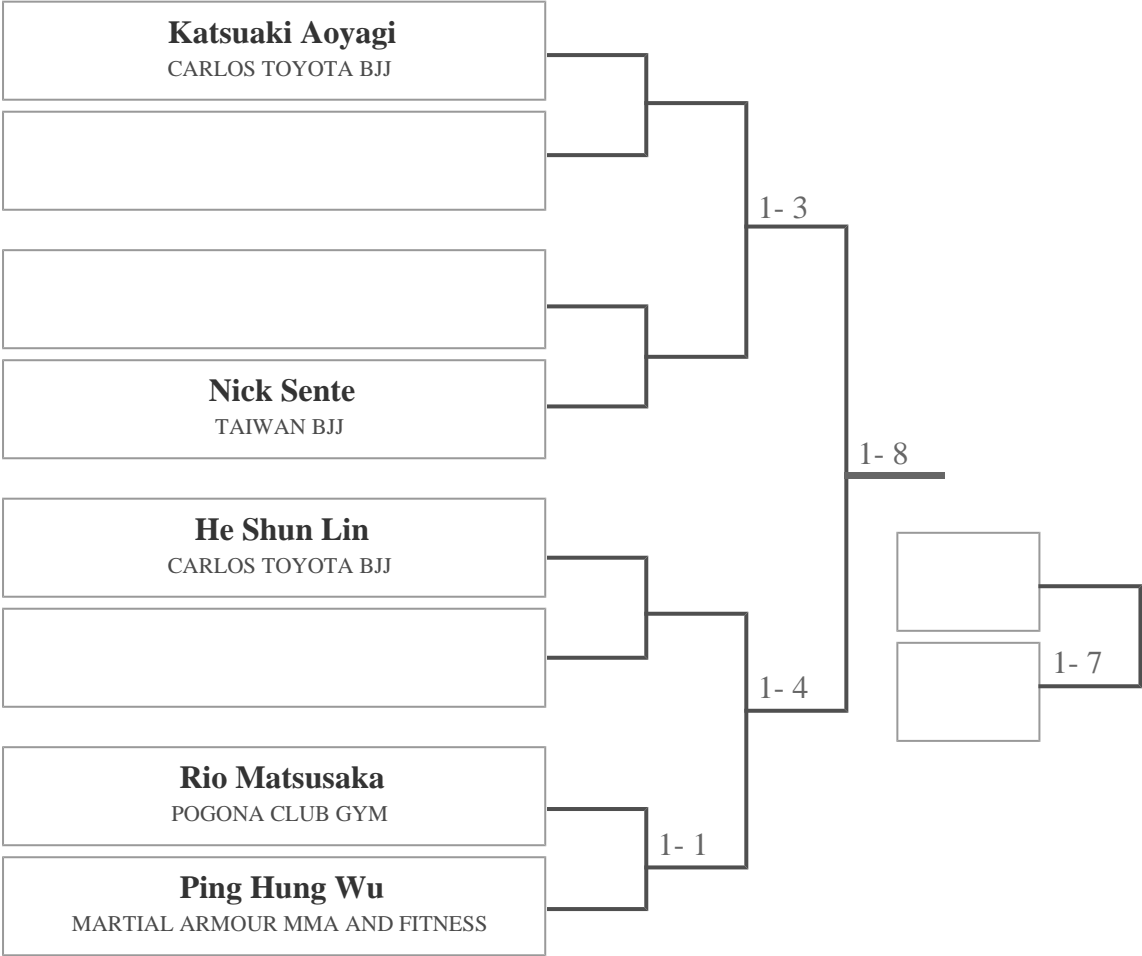 Katsuaki Aoyagi
CARLOS TOYOTA BJJ
1- 3
Nick Sente
TAIWAN BJJ
1- 8
He Shun Lin
CARLOS TOYOTA BJJ
1- 7
1- 4
Rio Matsusaka
POGONA CLUB GYM
1- 1
Ping Hung Wu
MARTIAL ARMOUR MMA AND FITNESS